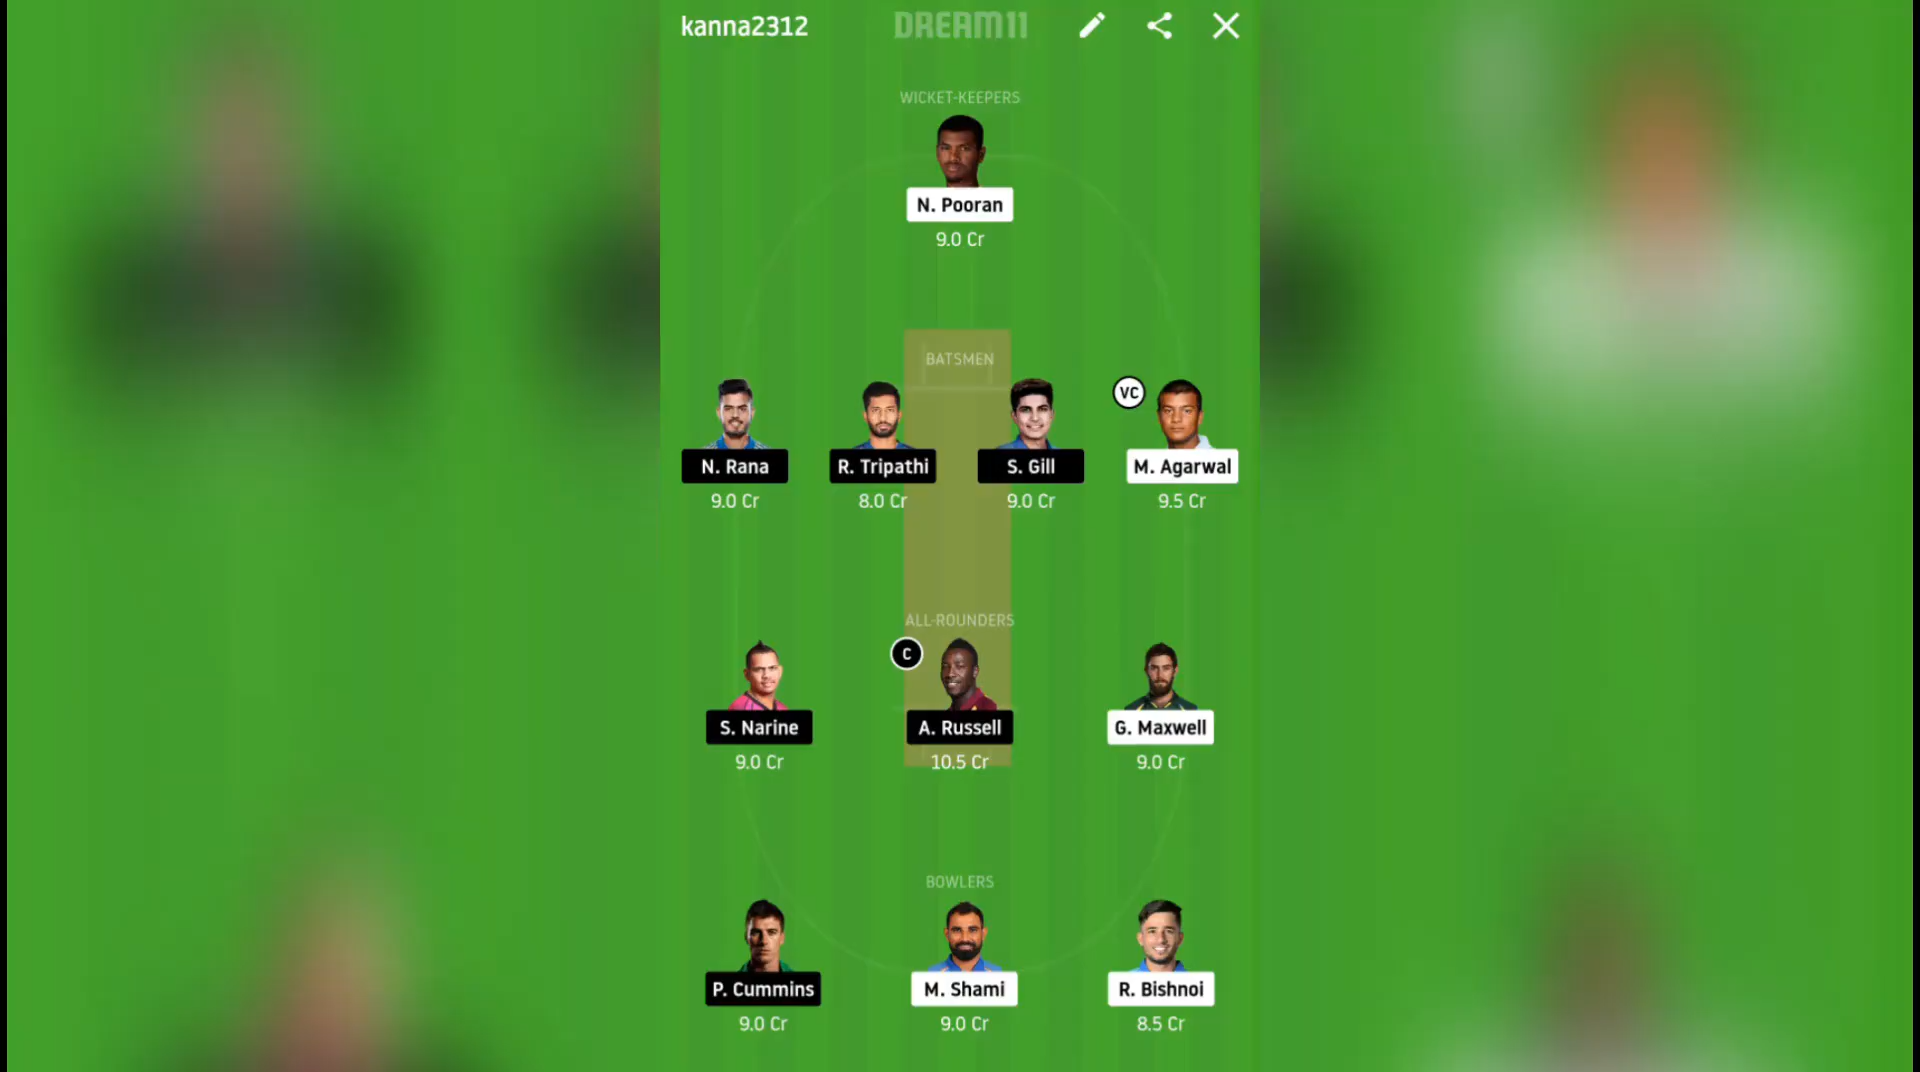 kanna2312 DREAM11
WICKET-KEEPERS
N. Pooran
9.0 Cr
BATSMEN
VC
N. Rana R. Tripathi S. Gill M. Agarwal
9.0 Cr 8.0 Cr 9.0 Cr 9.5 Cr
ALL-ROUNDERS
C
S. Narine A. Russell G. Maxwell
9.0 Cr 10.5 Cr 9.0 Cr
BOWLERS
P. Cummins M. Shami R. Bishnoi
9.0 Cr 9.0 Cr 8.5 Cr